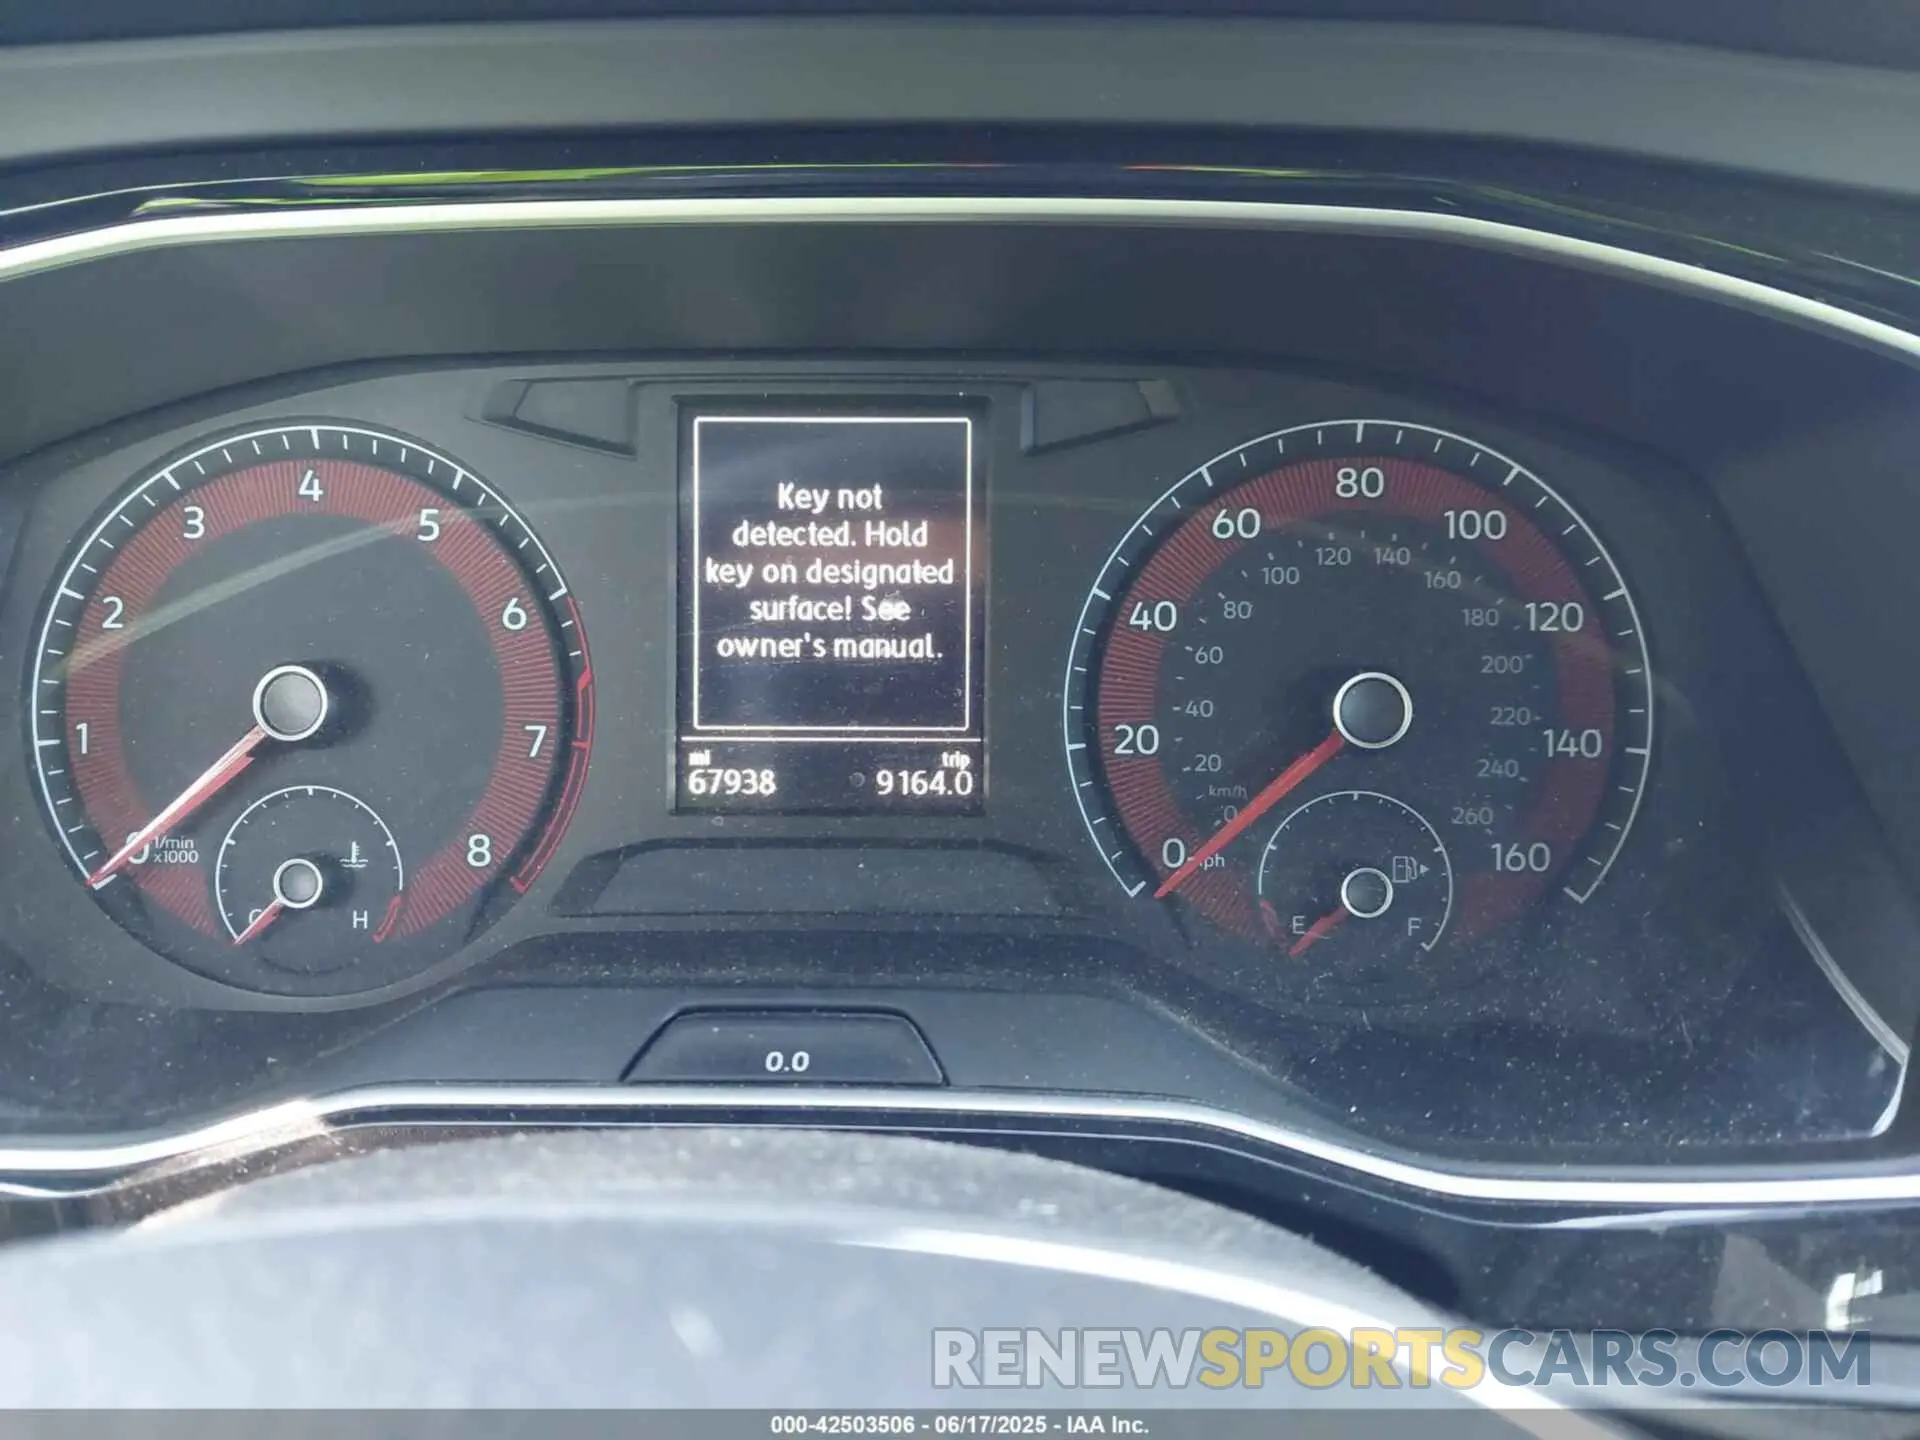 Key not
detected. Hold
key on designated
surface! See
owner's manual.
mi
67938
trip
9164.0
0
1
2
3
4
5
6
7
8
1/min
x1000
H
0
20
40
60
80
100
120
140
160
km/h
0
20
40
60
80
100
120
140
160
180
200
220
240
260
E
F
0.0
RENEWSPORTSCARS.COM
000-42503506 - 06/17/2025 - IAA Inc.